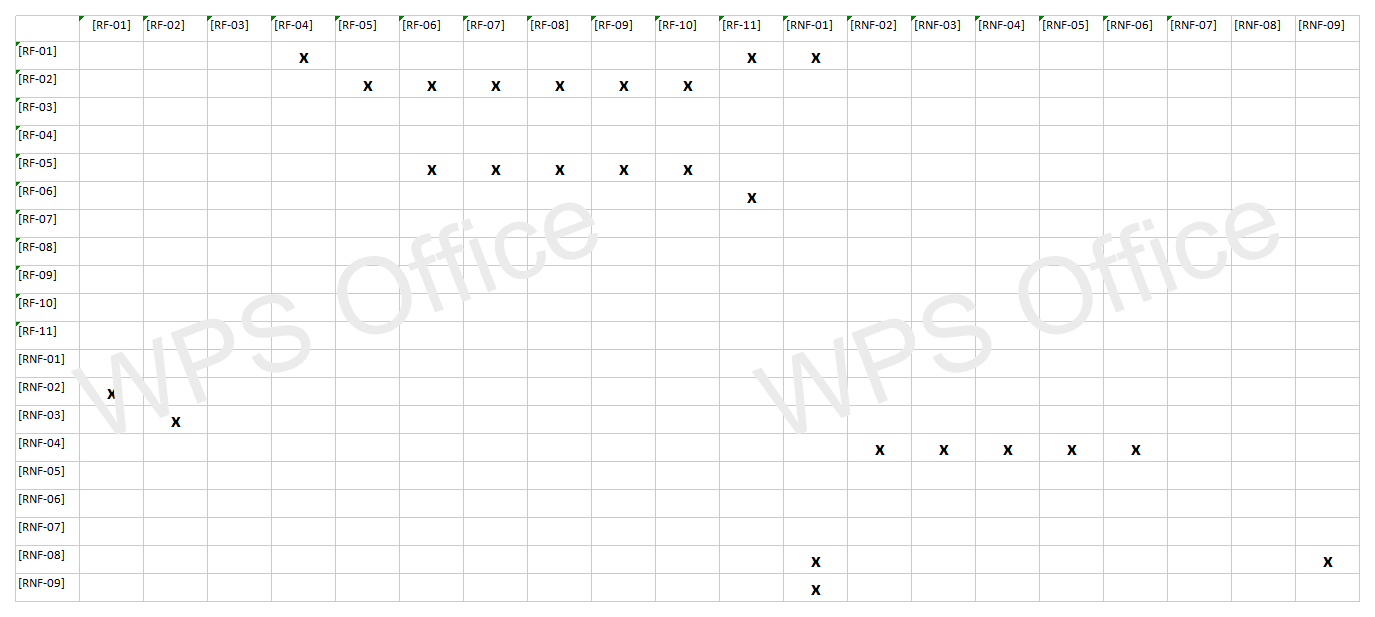 [RF-01] [RF-02] [RF-03] [RF-04] [RF-05] [RF-06] [RF-07] [RF-08] [RF-09] [RF-10] [RF-11] [RNF-01] [RNF-02] [RNF-03] [RNF-04] [RNF-05] [RNF-06] [RNF-07] [RNF-08] [RNF-09]
[RF-01] x x x
[RF-02] x x x x x x
[RF-03]
[RF-04]
[RF-05] x x x x x
[RF-06] x
[RF-07]
[RF-08]
[RF-09]
[RF-10]
[RF-11]
[RNF-01]
[RNF-02] x
[RNF-03] x
[RNF-04] x x x x x
[RNF-05]
[RNF-06]
[RNF-07]
[RNF-08] x x
[RNF-09] x
WPS Office
WPS Office